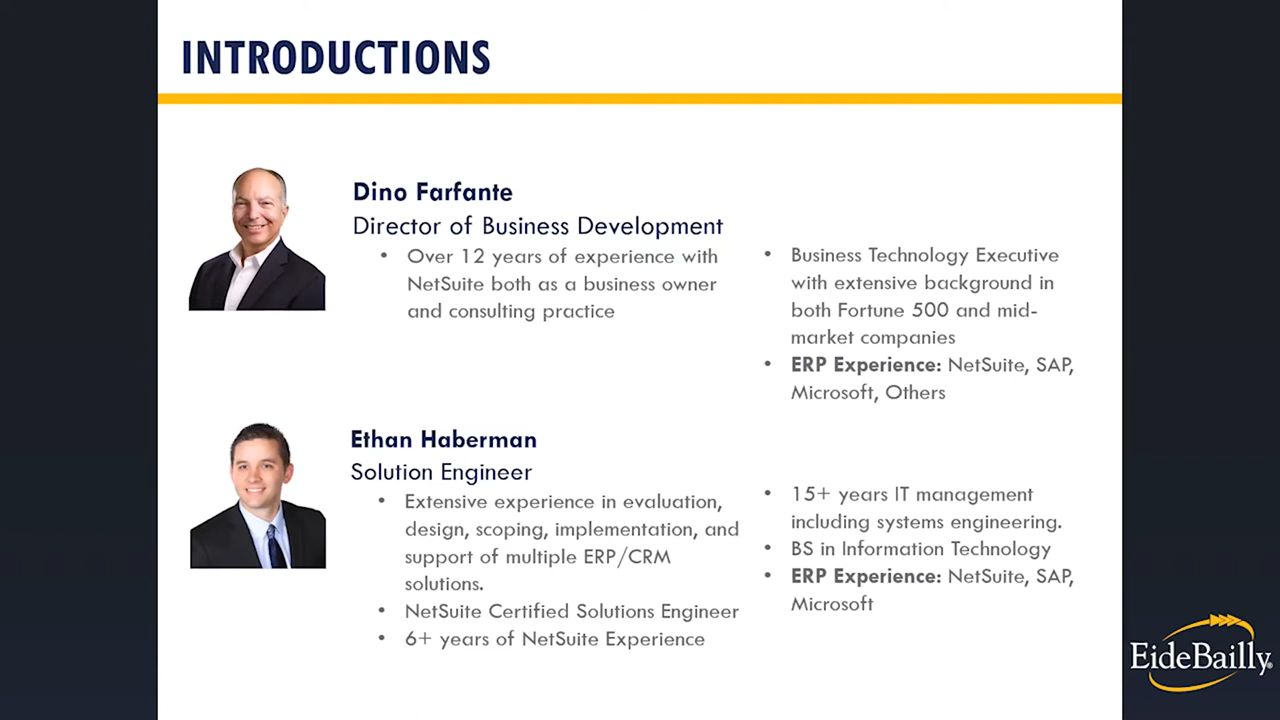 INTRODUCTIONS
Dino Farfante
Director of Business Development
• Over 12 years of experience with
NetSuite both as a business owner
and consulting practice
• Business Technology Executive
with extensive background in
both Fortune 500 and mid-
market companies
• ERP Experience: NetSuite, SAP,
Microsoft, Others
Ethan Haberman
Solution Engineer
• Extensive experience in evaluation,
design, scoping, implementation, and
support of multiple ERP/CRM
solutions.
• NetSuite Certified Solutions Engineer
• 6+ years of NetSuite Experience
• 15+ years IT management
including systems engineering.
• BS in Information Technology
• ERP Experience: NetSuite, SAP,
Microsoft
EideBailly®